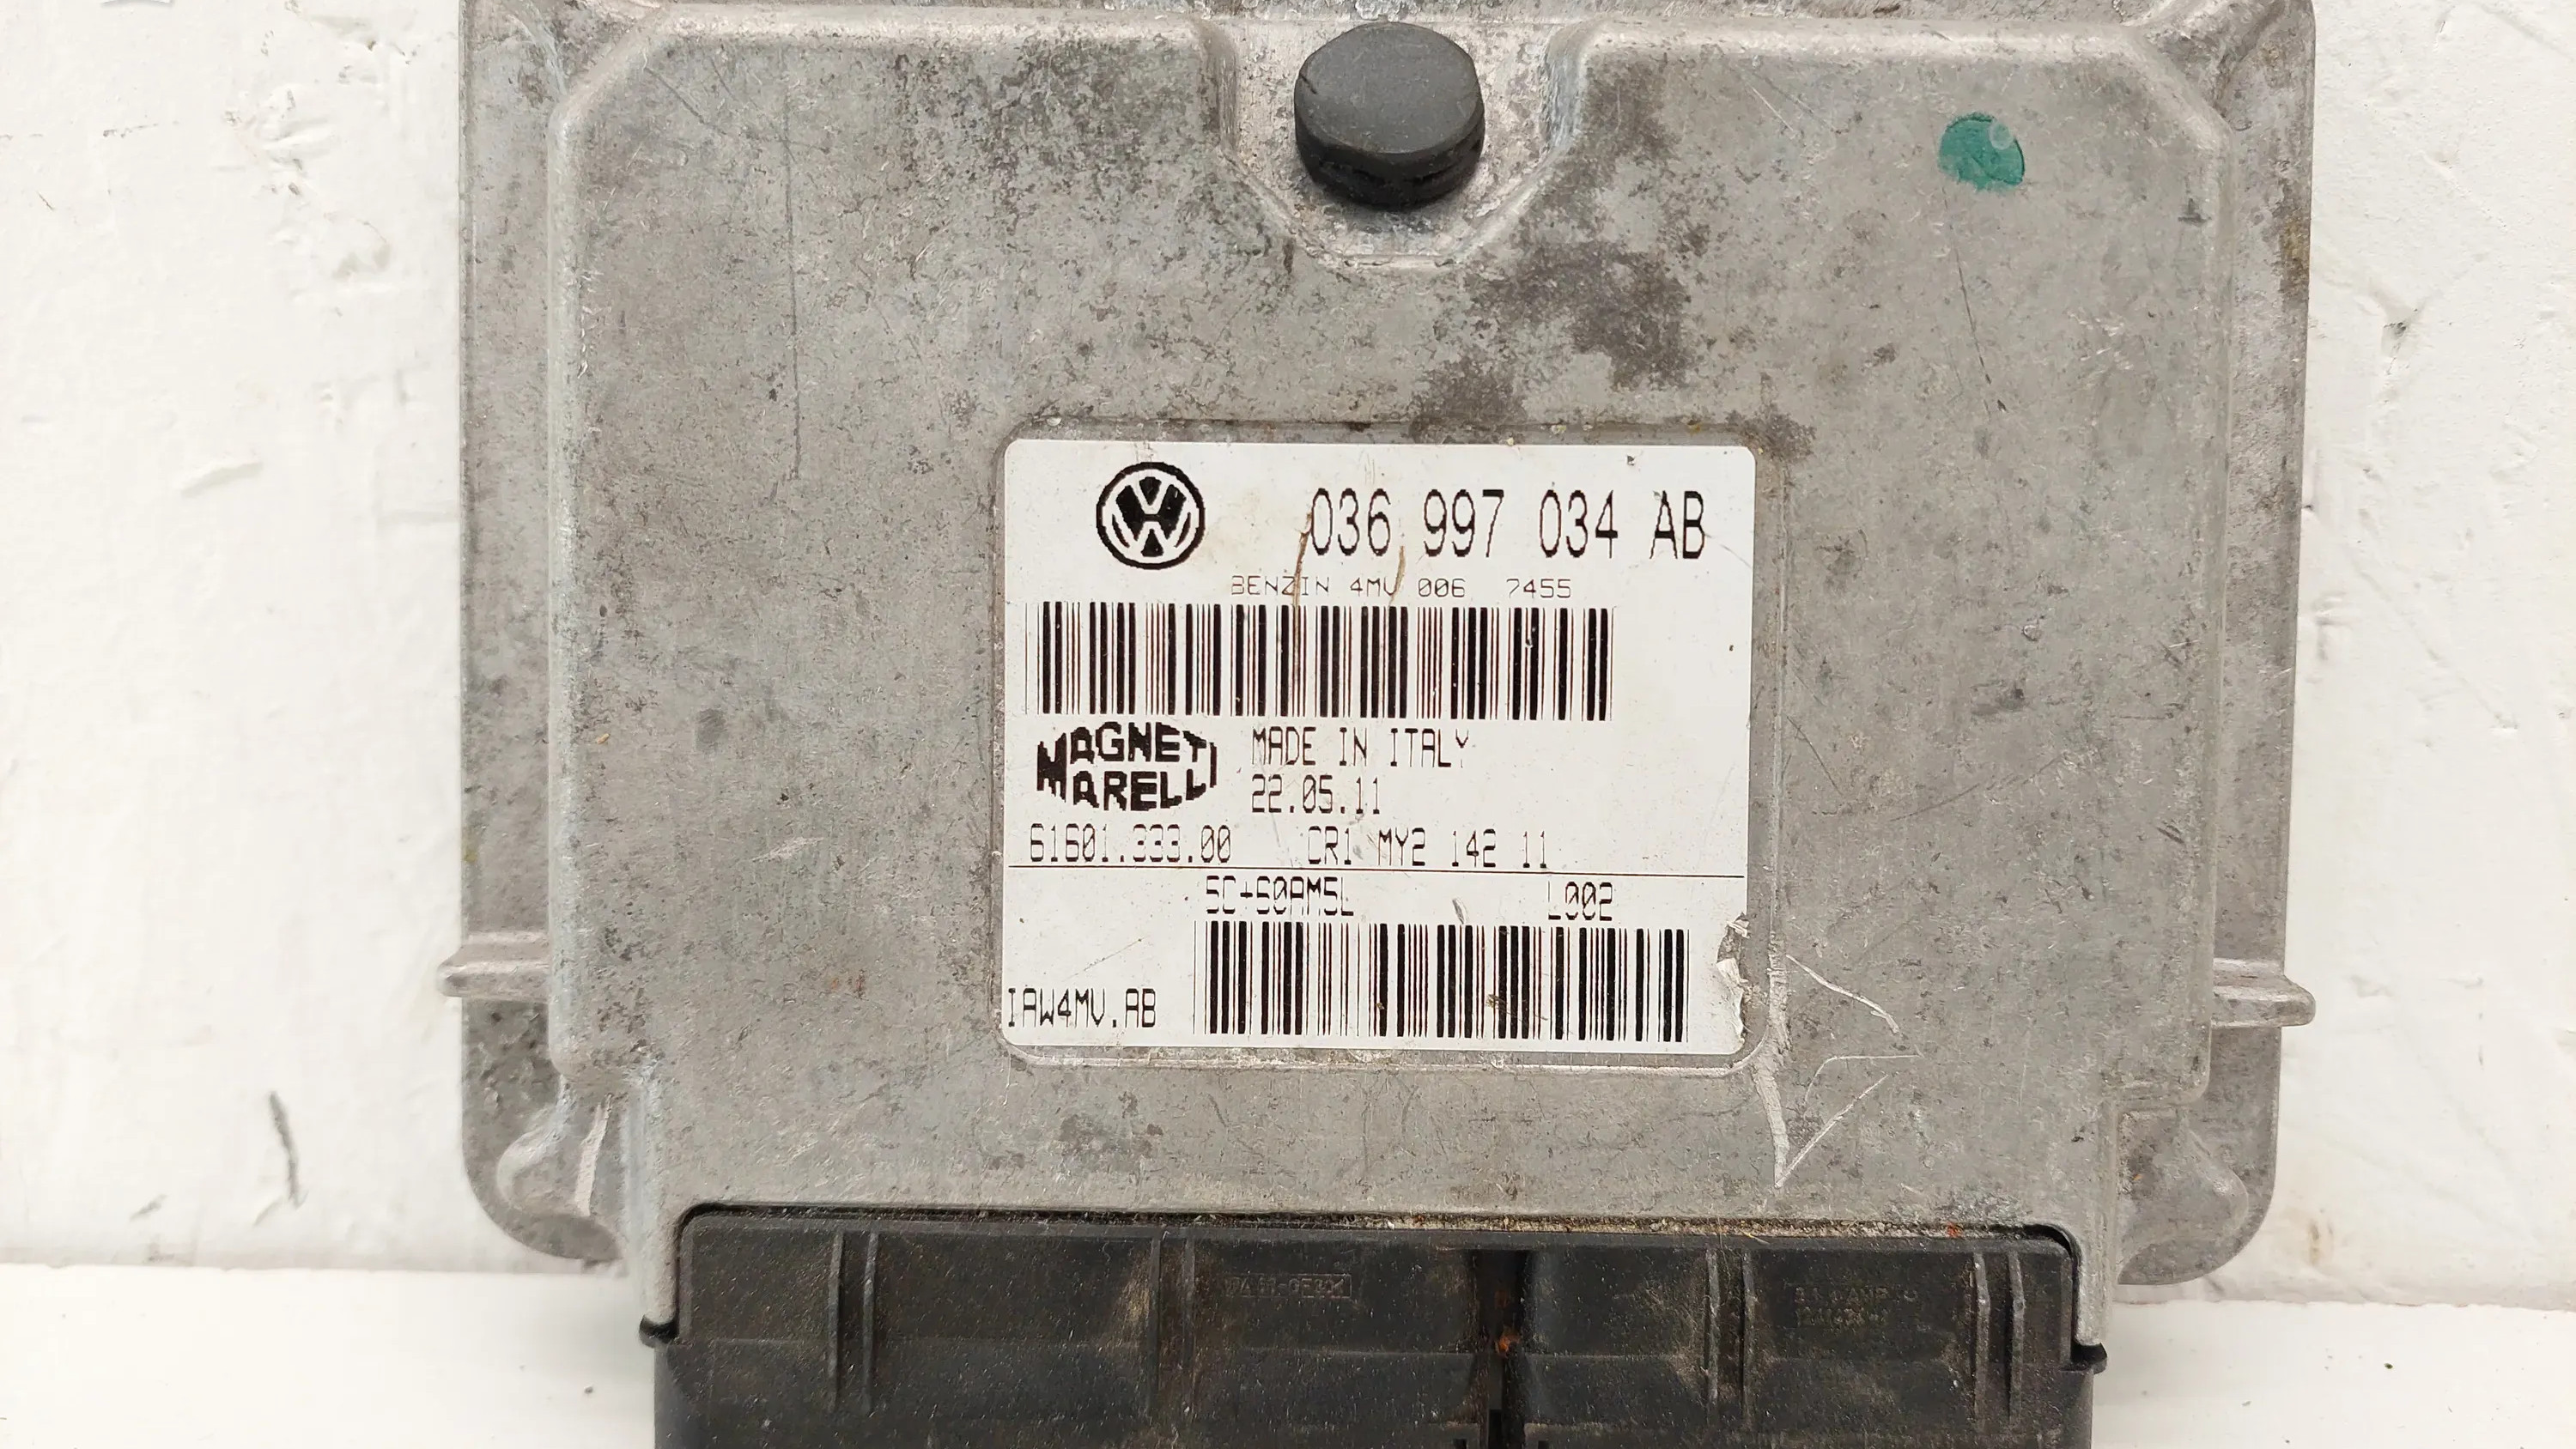 036 997 034 AB
BENZIN 4MV 006 7455
MAGNETI MARELLI
MADE IN ITALY
22.05.11
61601.333.00 CR1 MY2 142 11
5C+60AM5L L002
IAW4MV.AB